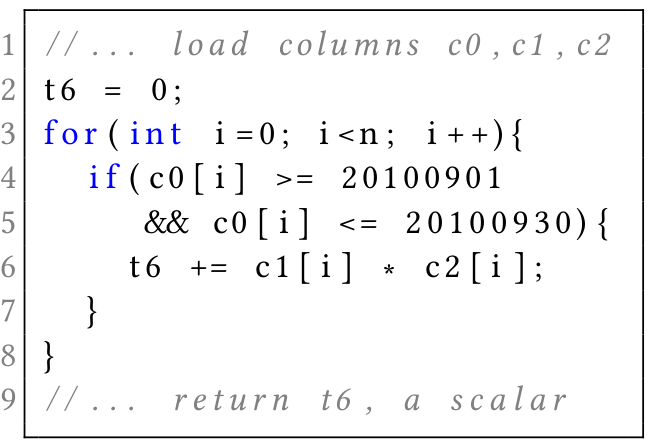 1 //... load columns c0,c1,c2
2 t6 = 0;
3 for(int i=0; i<n; i++){
4   if(c0[i] >= 20100901
5      && c0[i] <= 20100930){
6     t6 += c1[i] * c2[i];
7   }
8 }
9 //... return t6, a scalar